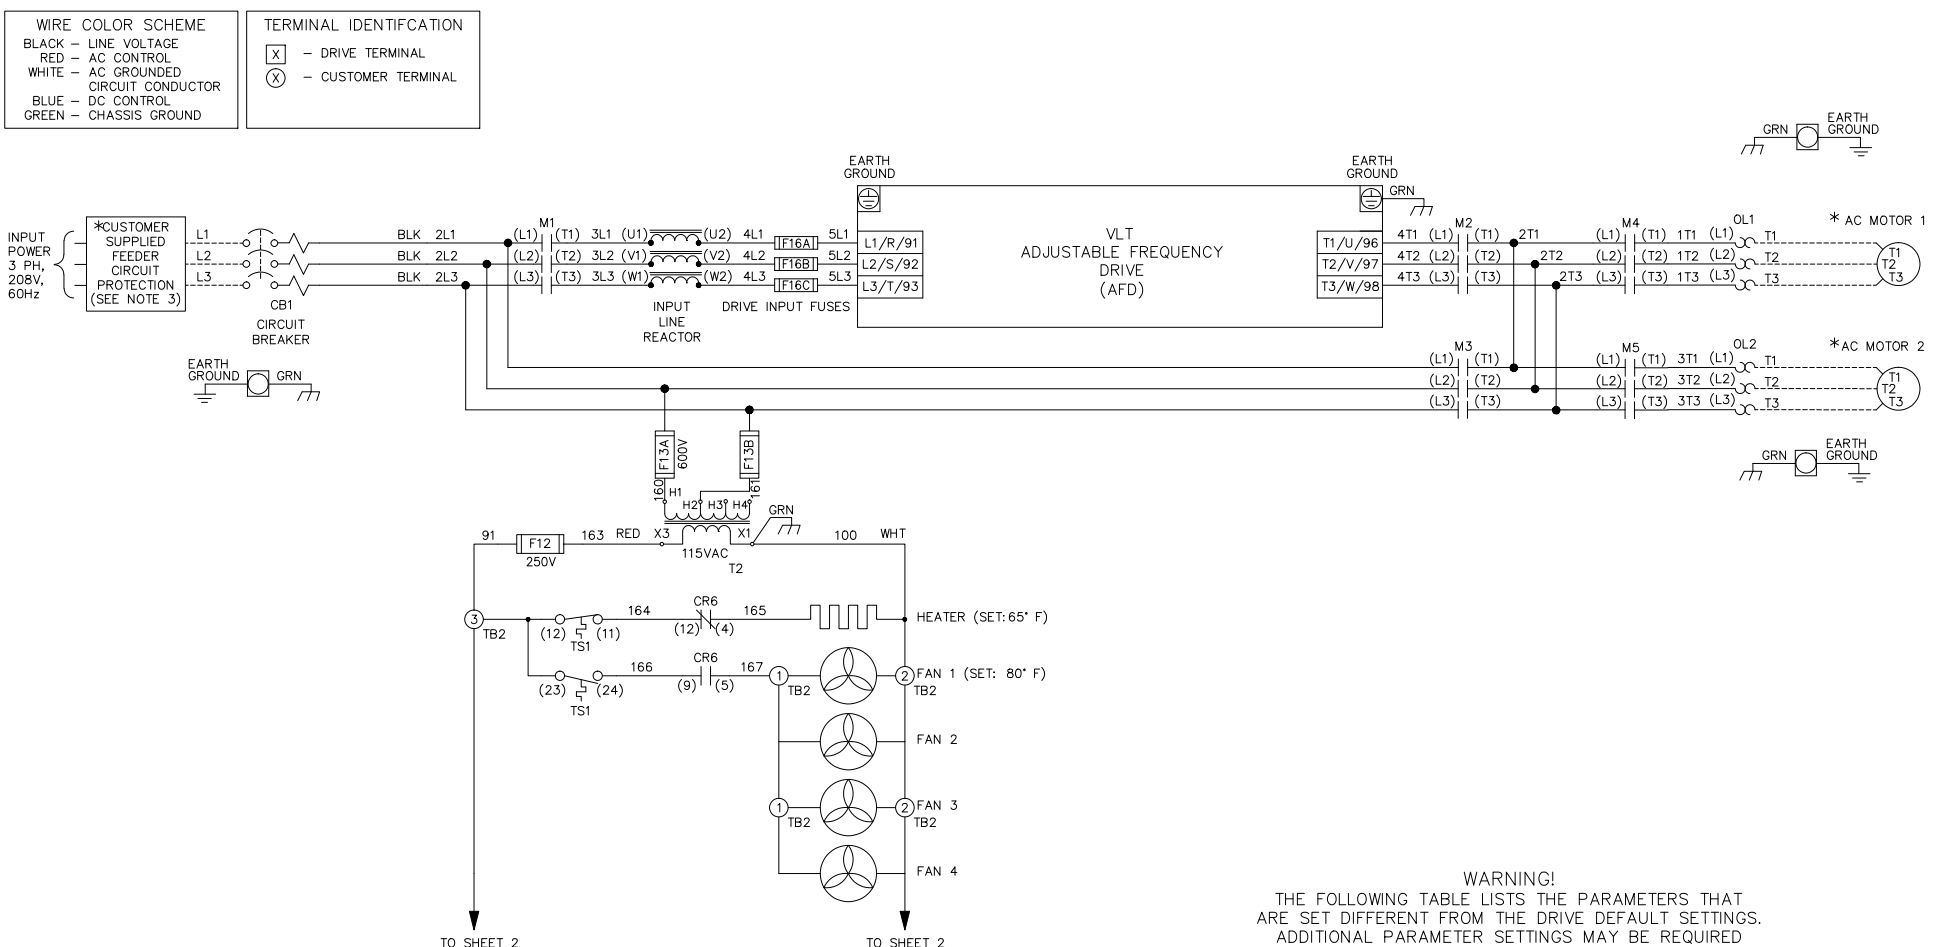 WIRE COLOR SCHEME
BLACK – LINE VOLTAGE
RED – AC CONTROL
WHITE – AC GROUNDED
CIRCUIT CONDUCTOR
BLUE – DC CONTROL
GREEN – CHASSIS GROUND
TERMINAL IDENTIFCATION
X – DRIVE TERMINAL
X – CUSTOMER TERMINAL
GRN
EARTH
GROUND
INPUT
POWER
3 PH,
208V,
60Hz
*CUSTOMER
SUPPLIED
FEEDER
CIRCUIT
PROTECTION
(SEE NOTE 3)
L1
L2
L3
CB1
CIRCUIT
BREAKER
EARTH
GROUND
GRN
BLK 2L1
BLK 2L2
BLK 2L3
M1
(L1) (T1) 3L1 (U1) (U2) 4L1 F16A 5L1
(L2) (T2) 3L2 (V1) (V2) 4L2 F16B 5L2
(L3) (T3) 3L3 (W1) (W2) 4L3 F16C 5L3
INPUT
LINE
REACTOR
DRIVE INPUT FUSES
EARTH
GROUND
L1/R/91
L2/S/92
L3/T/93
VLT
ADJUSTABLE FREQUENCY
DRIVE
(AFD)
EARTH
GROUND
GRN
T1/U/96
T2/V/97
T3/W/98
M2
4T1 (L1) (T1) 2T1
4T2 (L2) (T2) 2T2
4T3 (L3) (T3) 2T3
M4
OL1
(L1) (T1) 1T1 (L1) T1
(L2) (T2) 1T2 (L2) T2
(L3) (T3) 1T3 (L3) T3
* AC MOTOR 1
T1
T2
T3
M3
(L1) (T1)
(L2) (T2)
(L3) (T3)
M5
OL2
(L1) (T1) 3T1 (L1) T1
(L2) (T2) 3T2 (L2) T2
(L3) (T3) 3T3 (L3) T3
*AC MOTOR 2
T1
T2
T3
GRN
EARTH
GROUND
F13A
600V
F13B
160
161
H1
H2
H3
H4
GRN
91
F12
250V
163 RED X3
X1
115VAC
T2
100 WHT
3
TB2
(12) (11)
TS1
164
CR6
(12) (4)
165
HEATER (SET: 65° F)
(23) (24)
TS1
166
CR6
(9) (5)
167
1
TB2
2
TB2
FAN 1 (SET: 80° F)
FAN 2
1
TB2
2
TB2
FAN 3
FAN 4
TO SHEET 2
TO SHEET 2
WARNING!
THE FOLLOWING TABLE LISTS THE PARAMETERS THAT
ARE SET DIFFERENT FROM THE DRIVE DEFAULT SETTINGS.
ADDITIONAL PARAMETER SETTINGS MAY BE REQUIRED